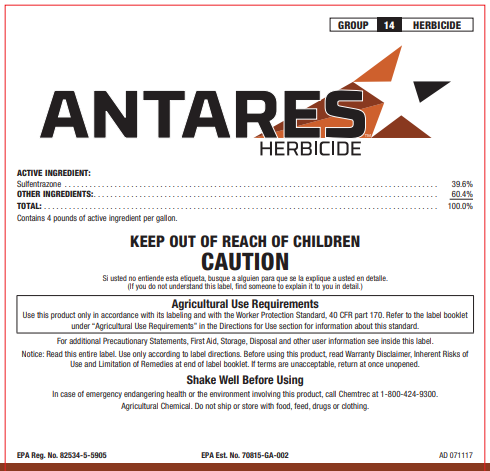 GROUP 14 HERBICIDE
ANTARES
™
HERBICIDE
ACTIVE INGREDIENT:
Sulfentrazone . . . . . . . . . . . . . . . . . . . . . . . . . . . . . . . . . . . . . . . . 39.6%
OTHER INGREDIENTS: . . . . . . . . . . . . . . . . . . . . . . . . . . . . . . . . . . . 60.4%
TOTAL: . . . . . . . . . . . . . . . . . . . . . . . . . . . . . . . . . . . . . . . . . . . . 100.0%
Contains 4 pounds of active ingredient per gallon.
KEEP OUT OF REACH OF CHILDREN
CAUTION
Si usted no entiende esta etiqueta, busque a alguien para que se la explique a usted en detalle.
(If you do not understand this label, find someone to explain it to you in detail.)
Agricultural Use Requirements
Use this product only in accordance with its labeling and with the Worker Protection Standard, 40 CFR part 170. Refer to the label booklet
under “Agricultural Use Requirements” in the Directions for Use section for information about this standard.
For additional Precautionary Statements, First Aid, Storage, Disposal and other user information see inside this label.
Notice: Read this entire label. Use only according to label directions. Before using this product, read Warranty Disclaimer, Inherent Risks of
Use and Limitation of Remedies at end of label booklet. If terms are unacceptable, return at once unopened.
Shake Well Before Using
In case of emergency endangering health or the environment involving this product, call Chemtrec at 1-800-424-9300.
Agricultural Chemical. Do not ship or store with food, feed, drugs or clothing.
EPA Reg. No. 82534-5-5905 EPA Est. No. 70815-GA-002 AD 071117